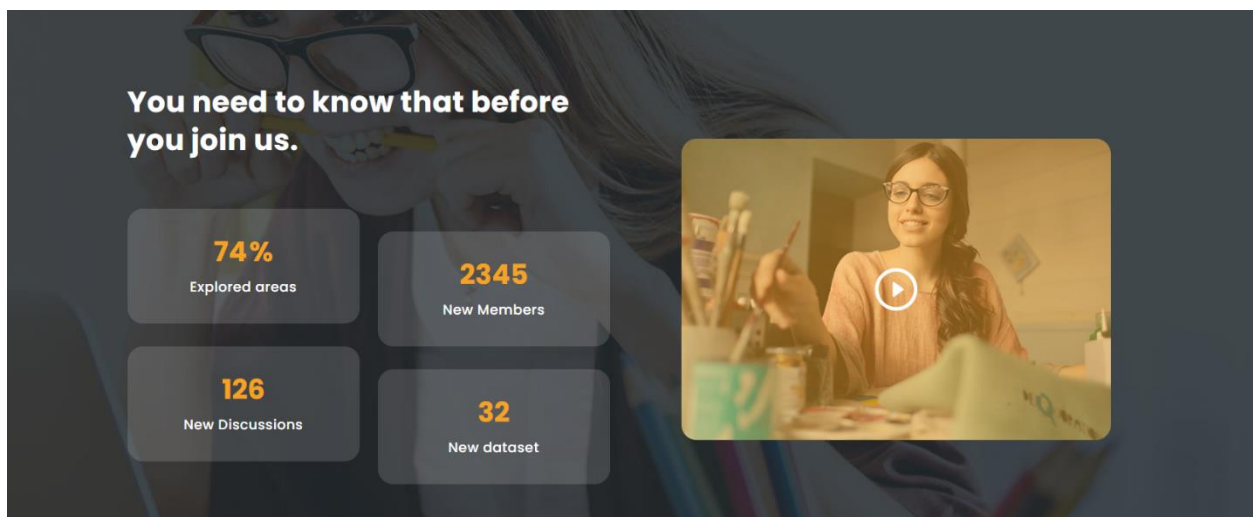 You need to know that before
you join us.
74%
Explored areas
2345
New Members
126
New Discussions
32
New dataset